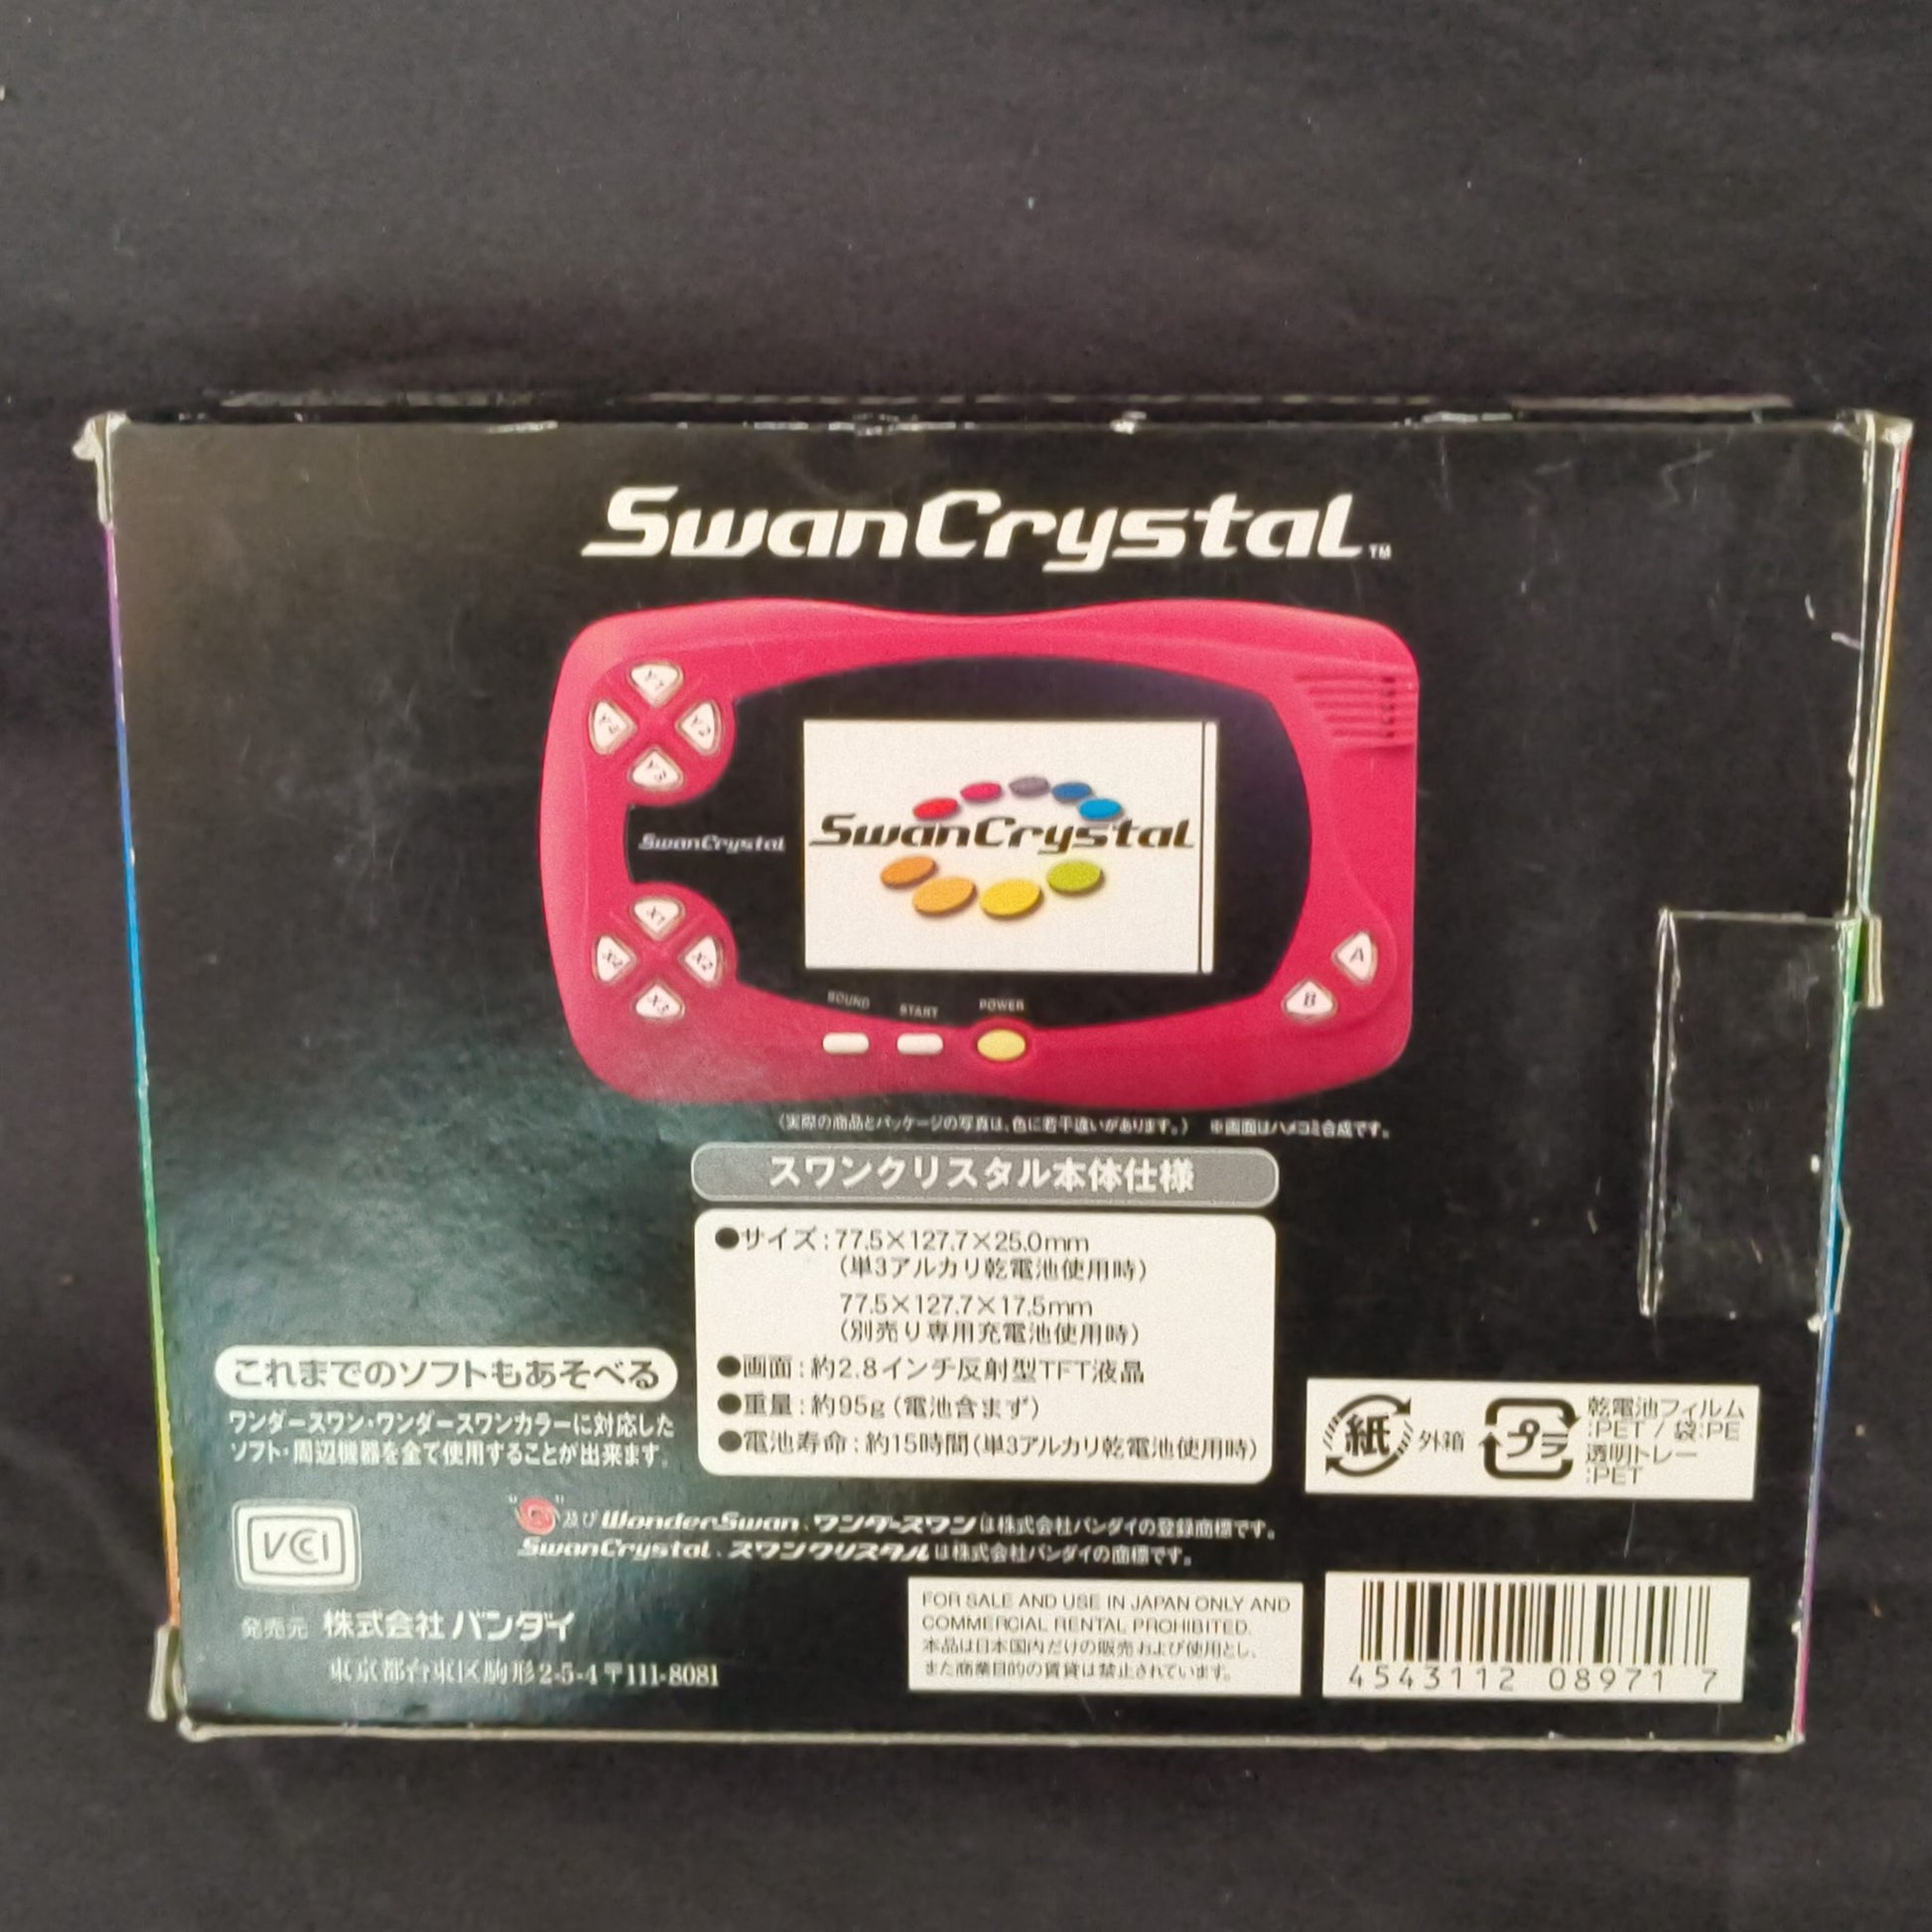 SwanCrystal™
Y1
Y4
Y2
Y3
SwanCrystal
SwanCrystal
X1
X4
X2
X3
A
B
SOUND
START
POWER
(実際の商品とパッケージの写真は、色に若干違いがあります。) ※画面はハメコミ合成です。
スワンクリスタル本体仕様
●サイズ:77.5×127.7×25.0mm
(単3アルカリ乾電池使用時)
77.5×127.7×17.5mm
(別売り専用充電池使用時)
●画面:約2.8インチ反射型TFT液晶
●重量:約95g(電池含まず)
●電池寿命:約15時間(単3アルカリ乾電池使用時)
これまでのソフトもあそべる
ワンダースワン・ワンダースワンカラーに対応した
ソフト・周辺機器を全て使用することが出来ます。
紙
外箱
プラ
乾電池フィルム
:PET / 袋:PE
透明トレー
:PET
VCI
" "及びWonderSwan、ワンダースワンは株式会社バンダイの登録商標です。
SwanCrystal、スワンクリスタルは株式会社バンダイの商標です。
発売元 株式会社 バンダイ
東京都台東区駒形2-5-4 〒111-8081
FOR SALE AND USE IN JAPAN ONLY AND
COMMERCIAL RENTAL PROHIBITED.
本品は日本国内だけの販売および使用とし、
また商業目的の賃貸は禁止されています。
4543112 08971 7